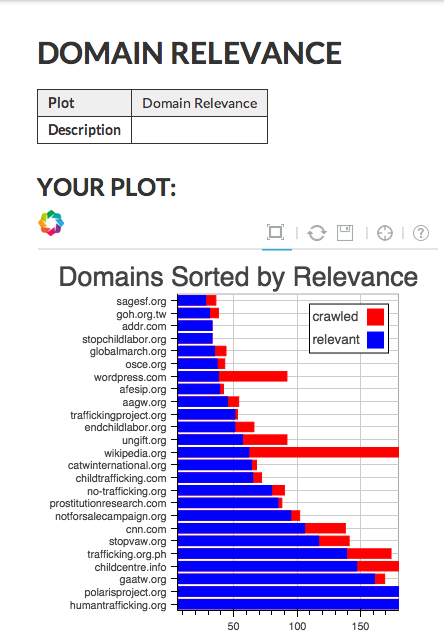 DOMAIN RELEVANCE
Plot Domain Relevance
Description
YOUR PLOT:
?
Domains Sorted by Relevance
sagesf.org
goh.org.tw
addr.com
stopchildlabor.org
globalmarch.org
osce.org
wordpress.com
afesip.org
aagw.org
traffickingproject.org
endchildlabor.org
ungift.org
wikipedia.org
catwinternational.org
childtrafficking.com
no-trafficking.org
prostitutionresearch.com
notforsalecampaign.org
cnn.com
stopvaw.org
trafficking.org.ph
childcentre.info
gaatw.org
polarisproject.org
humantrafficking.org
crawled
relevant
50 100 150